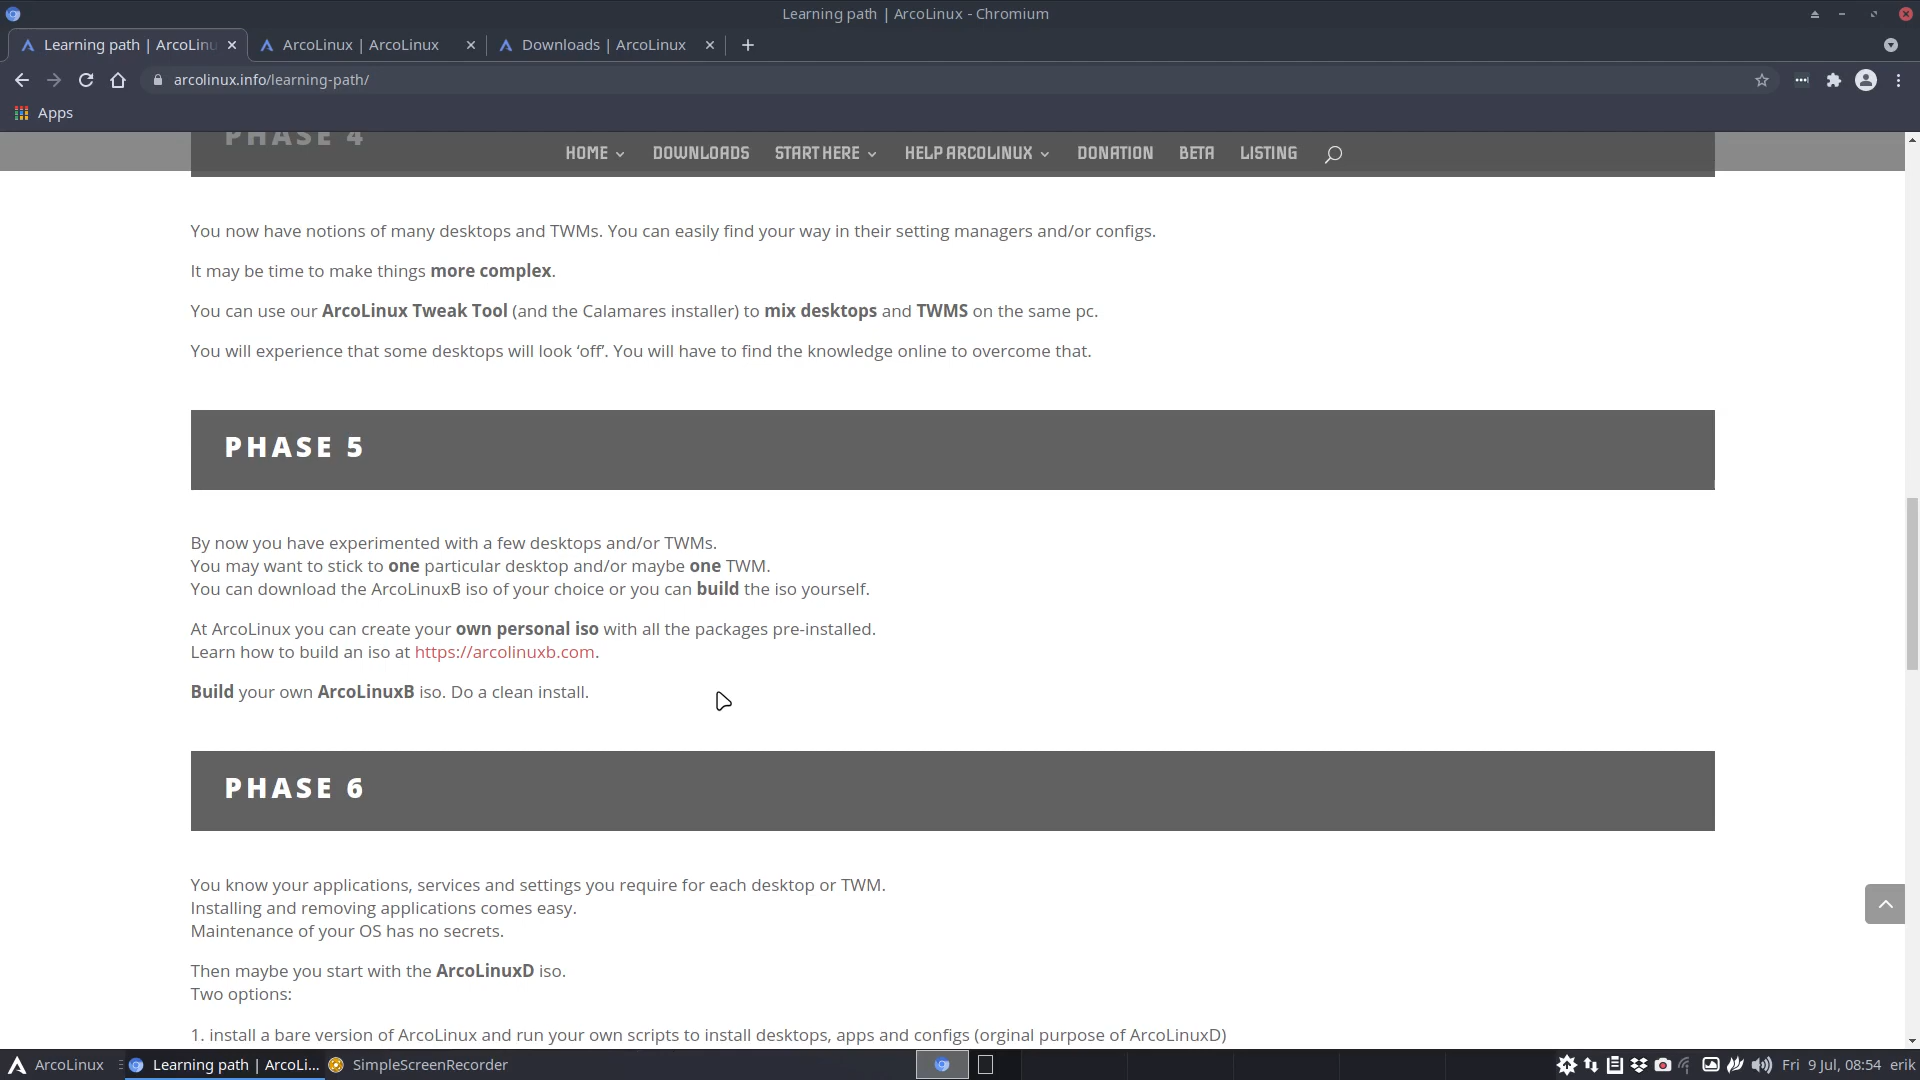 Learning path | ArcoLinux - Chromium
Learning path | ArcoLinu
ArcoLinux | ArcoLinux
Downloads | ArcoLinux
arcolinux.info/learning-path/
Apps
PHASE 4
HOME
DOWNLOADS
START HERE
HELP ARCOLINUX
DONATION
BETA
LISTING
You now have notions of many desktops and TWMs. You can easily find your way in their setting managers and/or configs.
It may be time to make things more complex.
You can use our ArcoLinux Tweak Tool (and the Calamares installer) to mix desktops and TWMS on the same pc.
You will experience that some desktops will look ‘off’. You will have to find the knowledge online to overcome that.
PHASE 5
By now you have experimented with a few desktops and/or TWMs.
You may want to stick to one particular desktop and/or maybe one TWM.
You can download the ArcoLinuxB iso of your choice or you can build the iso yourself.
At ArcoLinux you can create your own personal iso with all the packages pre-installed.
Learn how to build an iso at https://arcolinuxb.com.
Build your own ArcoLinuxB iso. Do a clean install.
PHASE 6
You know your applications, services and settings you require for each desktop or TWM.
Installing and removing applications comes easy.
Maintenance of your OS has no secrets.
Then maybe you start with the ArcoLinuxD iso.
Two options:
1. install a bare version of ArcoLinux and run your own scripts to install desktops, apps and configs (orginal purpose of ArcoLinuxD)
ArcoLinux
Learning path | ArcoLi...
SimpleScreenRecorder
Fri 9 Jul, 08:54
erik